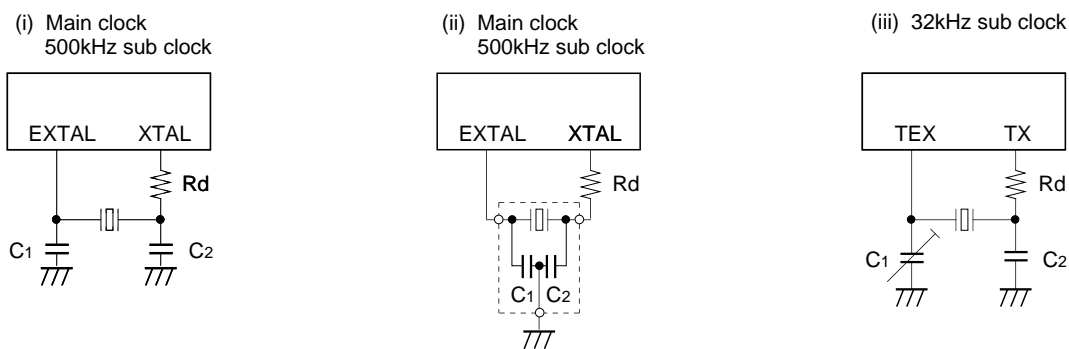 (i) Main clock
500kHz sub clock
EXTAL XTAL
Rd
C1 C2
(ii) Main clock
500kHz sub clock
EXTAL XTAL
Rd
C1 C2
(iii) 32kHz sub clock
TEX TX
Rd
C1 C2